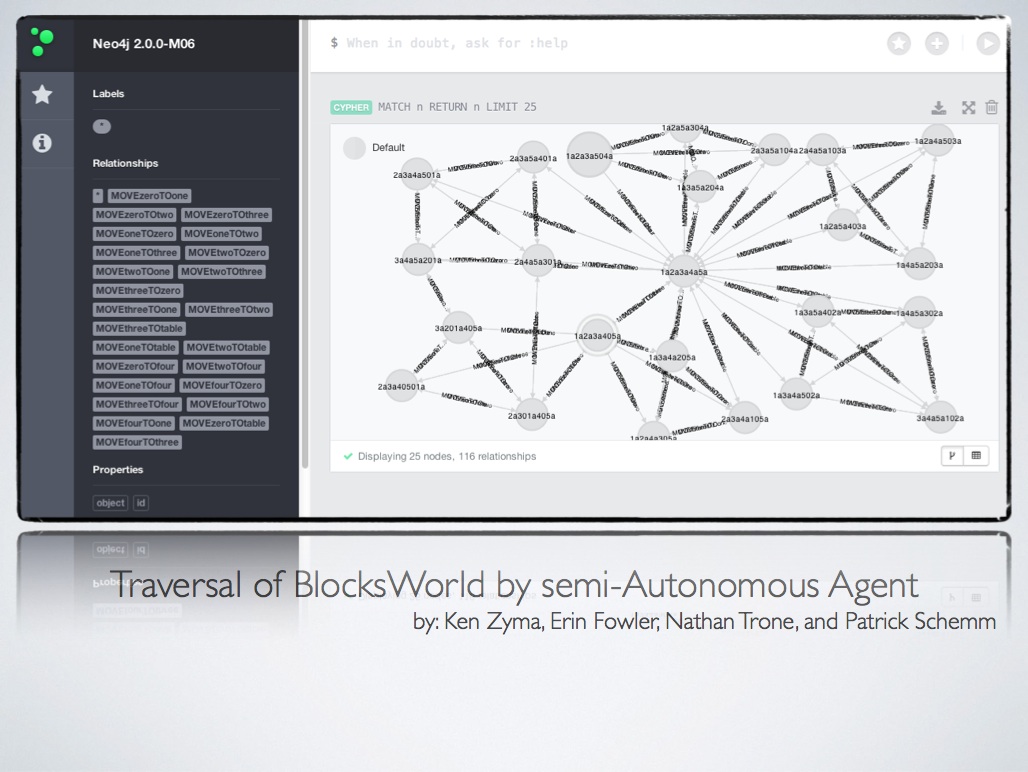 Neo4j 2.0.0-M06
Labels
*
Relationships
* MOVEzeroTOone
MOVEzeroTOtwo MOVEzeroTOthree
MOVEoneTOzero MOVEoneTOtwo
MOVEoneTOthree MOVEtwoTOzero
MOVEtwoTOone MOVEtwoTOthree
MOVEthreeTOzero
MOVEthreeTOone MOVEthreeTOtwo
MOVEthreeTOtable
MOVEoneTOtable MOVEtwoTOtable
MOVEzeroTOfour MOVEtwoTOfour
MOVEoneTOfour MOVEfourTOzero
MOVEthreeTOfour MOVEfourTOtwo
MOVEfourTOone MOVEzeroTOtable
MOVEfourTOthree
Properties
object id
$ When in doubt, ask for :help
CYPHER MATCH n RETURN n LIMIT 25
Default
1a2a5a304a
2a3a4a501a
2a3a5a401a
1a2a3a504a
2a3a5a104a
2a4a5a103a
1a2a4a503a
1a3a5a204a
1a2a5a403a
3a4a5a201a
2a4a5a301a
1a2a3a4a5a
1a4a5a203a
3a201a405a
1a2a3a405a
1a3a4a205a
1a3a5a402a
1a4a5a302a
2a3a40501a
2a301a405a
1a2a4a305a
2a3a4a105a
1a3a4a502a
3a4a5a102a
Displaying 25 nodes, 116 relationships
Traversal of BlocksWorld by semi-Autonomous Agent
by: Ken Zyma, Erin Fowler, Nathan Trone, and Patrick Schemm